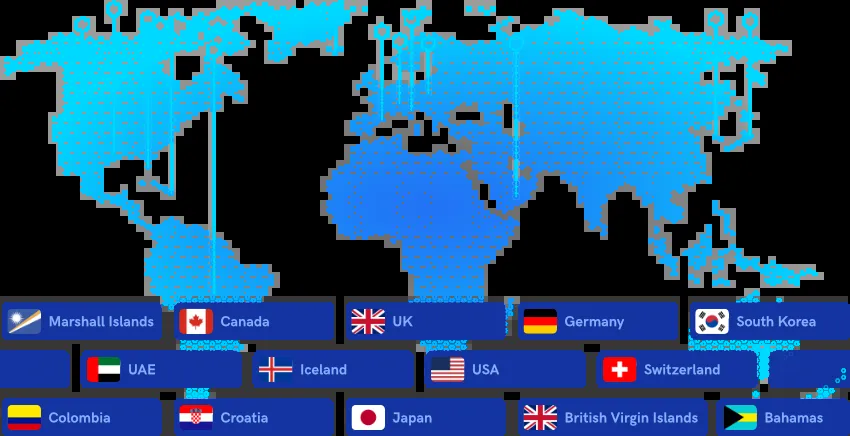 Marshall Islands
Canada
UK
Germany
South Korea
UAE
Iceland
USA
Switzerland
Colombia
Croatia
Japan
British Virgin Islands
Bahamas